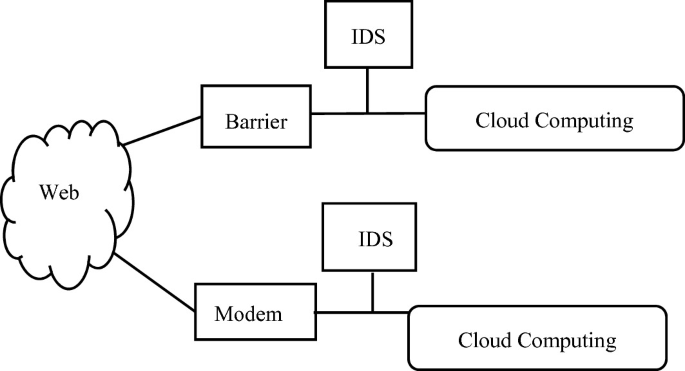 IDS
Barrier
Cloud Computing
Web
IDS
Modem
Cloud Computing